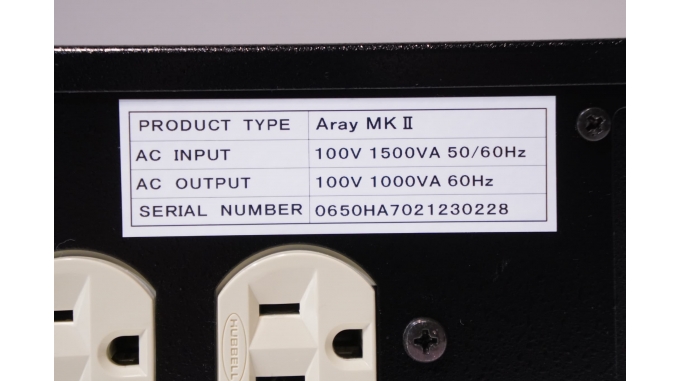 PRODUCT TYPE Aray MK Ⅱ
AC INPUT 100V 1500VA 50/60Hz
AC OUTPUT 100V 1000VA 60Hz
SERIAL NUMBER 0650HA7021230228
HUBBELL